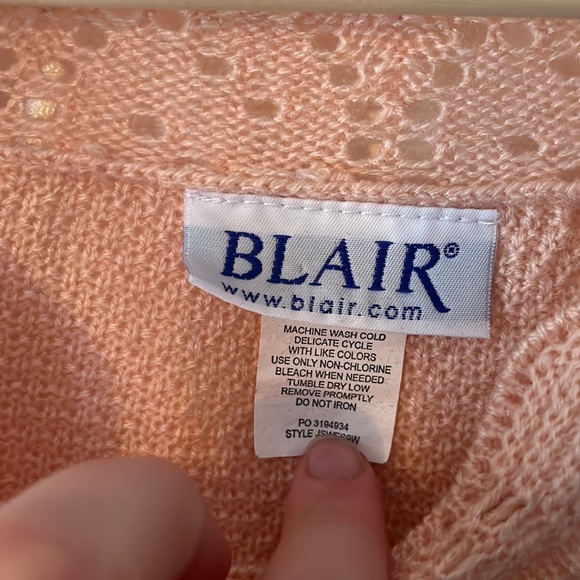 BLAIR®
www.blair.com
MACHINE WASH COLD
DELICATE CYCLE
WITH LIKE COLORS
USE ONLY NON-CHLORINE
BLEACH WHEN NEEDED
TUMBLE DRY LOW
REMOVE PROMPTLY
DO NOT IRON
PO 3194934
STYLE